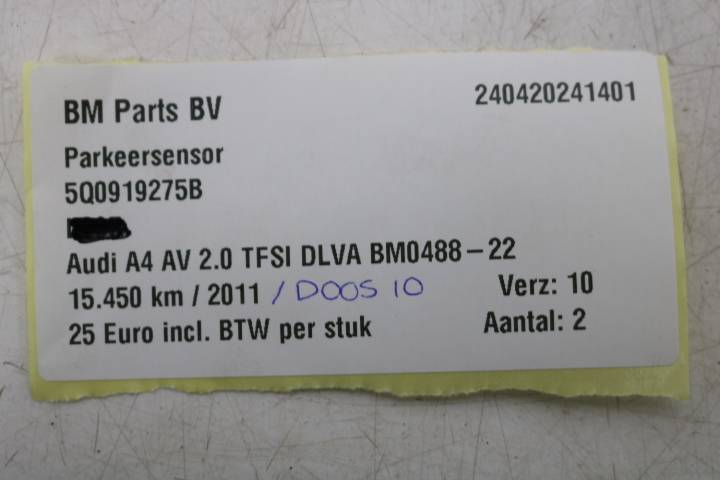 BM Parts BV 240420241401
Parkeersensor
5Q0919275B
Audi A4 AV 2.0 TFSI DLVA BM0488-22
15.450 km / 2011 / DOOS 10 Verz: 10
25 Euro incl. BTW per stuk Aantal: 2